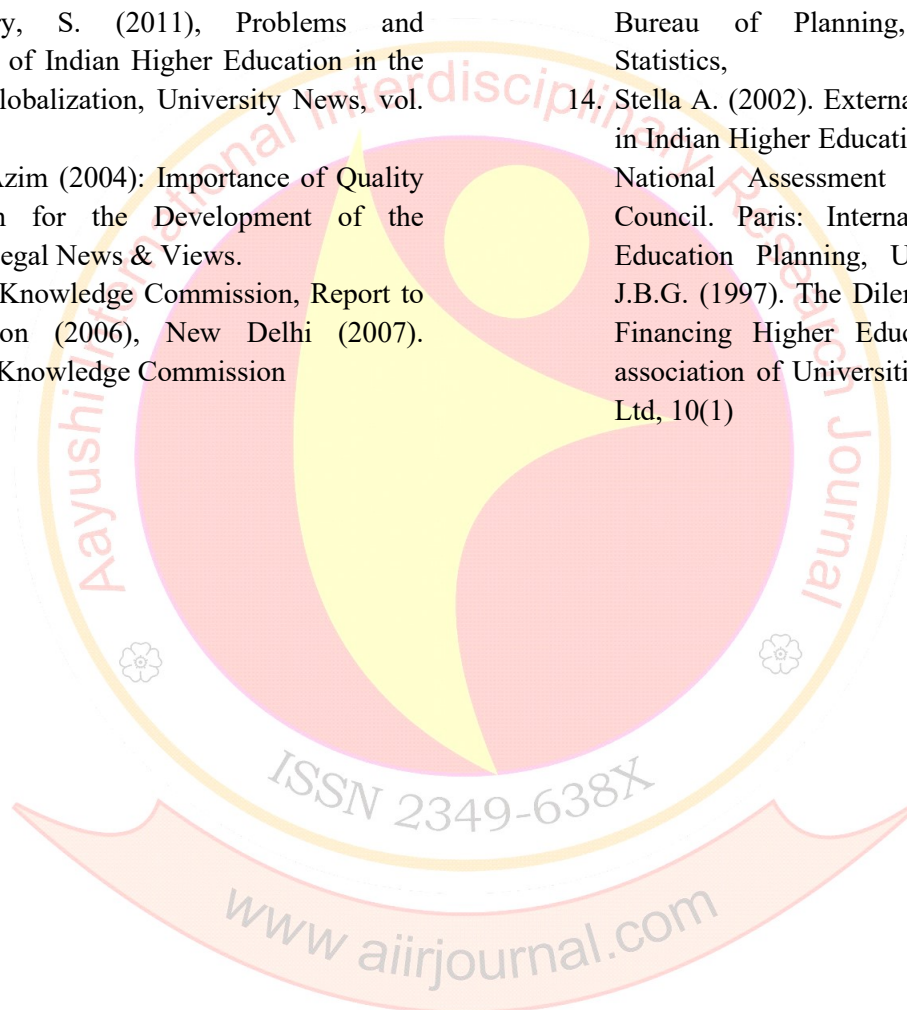 ry, S. (2011), Problems and
of Indian Higher Education in the
lobalization, University News, vol.
Azim (2004): Importance of Quality
n for the Development of the
egal News & Views.
Knowledge Commission, Report to
on (2006), New Delhi (2007).
Knowledge Commission
Bureau of Planning,
Statistics,
14. Stella A. (2002). Externa
in Indian Higher Educati
National Assessment
Council. Paris: Interna
Education Planning, U
J.B.G. (1997). The Dile
Financing Higher Educ
association of Universiti
Ltd, 10(1)
Aayushi International Interdisciplinary Research Journal
ISSN 2349-638X
www aiirjournal.com